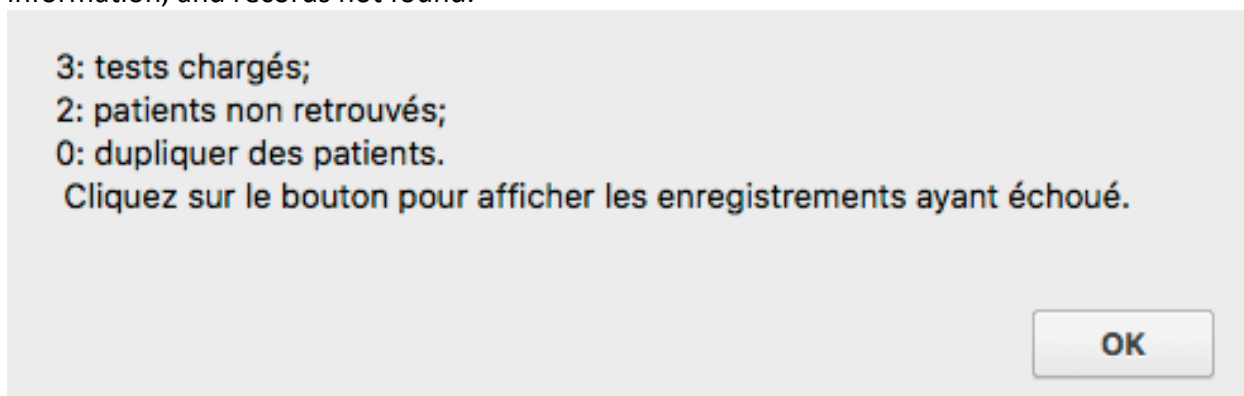 information, and records not found.
3: tests chargés;
2: patients non retrouvés;
0: dupliquer des patients.
Cliquez sur le bouton pour afficher les enregistrements ayant échoué.
OK